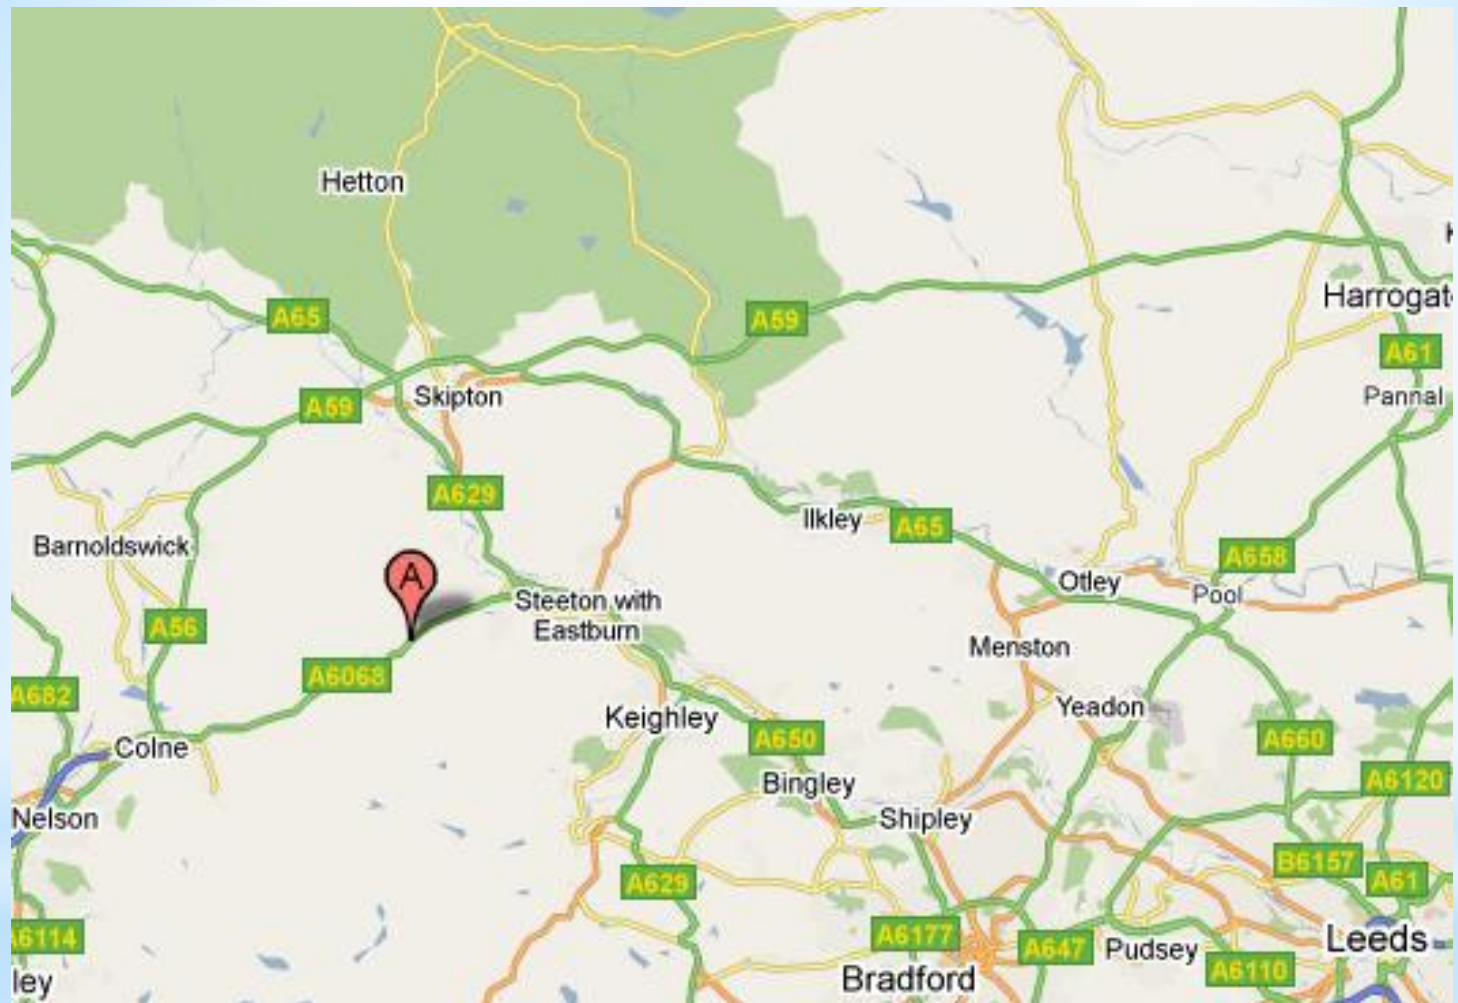 Hetton
A65
A59
Harrogat
A61
Pannal
Skipton
A59
A629
Ilkley
A65
Barnoldswick
A
A658
Otley
Pool
Steeton with
Eastburn
A56
Menston
A6068
A682
Yeadon
Keighley
Colne
A650
A660
Bingley
A6120
Nelson
Shipley
B6157
A629
A61
A6114
A6177
A647
Pudsey
Leeds
A6110
Bradford
ley